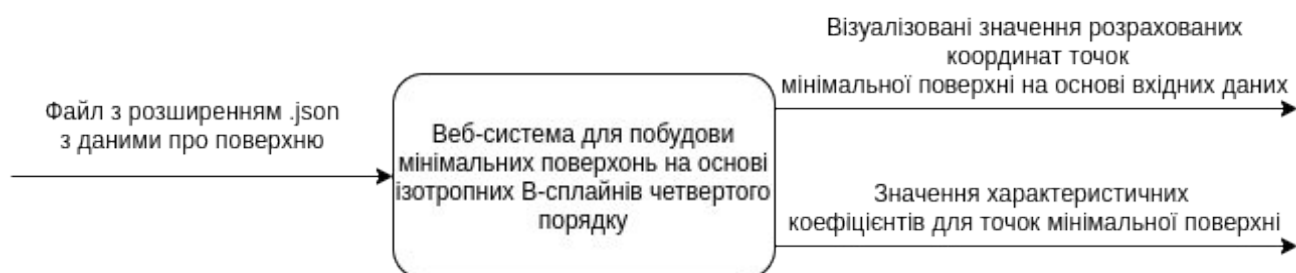 Файл з розширенням .json
з даними про поверхню
Веб-система для побудови
мінімальних поверхонь на основі
ізотропних В-сплайнів четвертого
порядку
Візуалізовані значення розрахованих
координат точок
мінімальної поверхні на основі вхідних даних
Значення характеристичних
коефіцієнтів для точок мінімальної поверхні